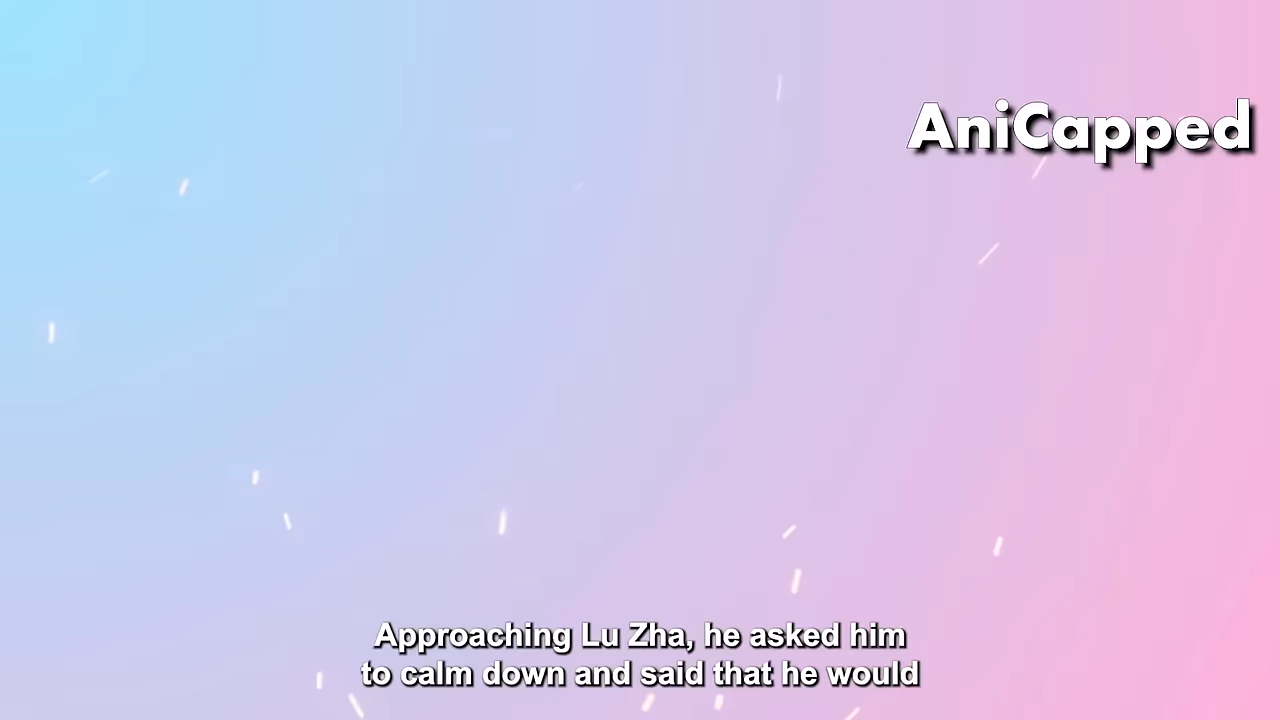 AniCapped
Approaching Lu Zha, he asked him
to calm down and said that he would